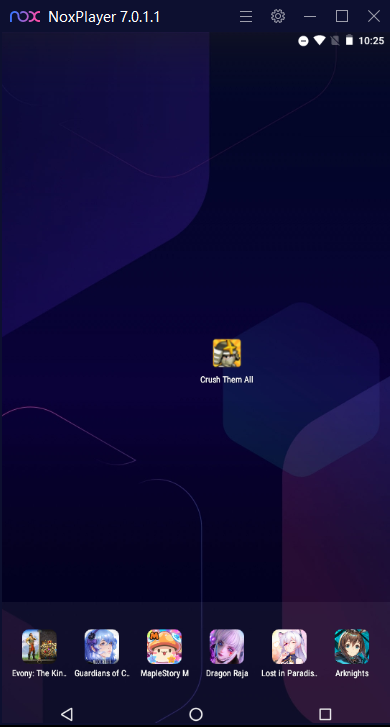 nox NoxPlayer 7.0.1.1
10:25
Crush Them All
Evony: The Kin.. Guardians of C.. MapleStory M Dragon Raja Lost in Paradis.. Arknights